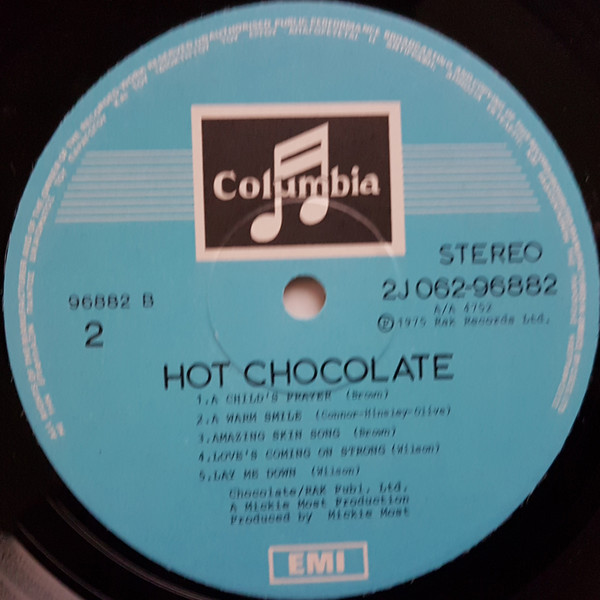 Columbia
STEREO
2J 062-96882
A/A 4752
℗ 1975 Rak Records Ltd.
96882 B
2
HOT CHOCOLATE
1.A CHILD'S PRAYER (Brown)
2.A WARM SMILE (Connor-Hinsley-Olive)
3.AMAZING SKIN SONG (Brown)
4.LOVE'S COMING ON STRONG (Wilson)
5.LAY ME DOWN (Wilson)
Chocolate/RAK Publ. Ltd.
A Mickie Most Production
Produced by Mickie Most
EMI